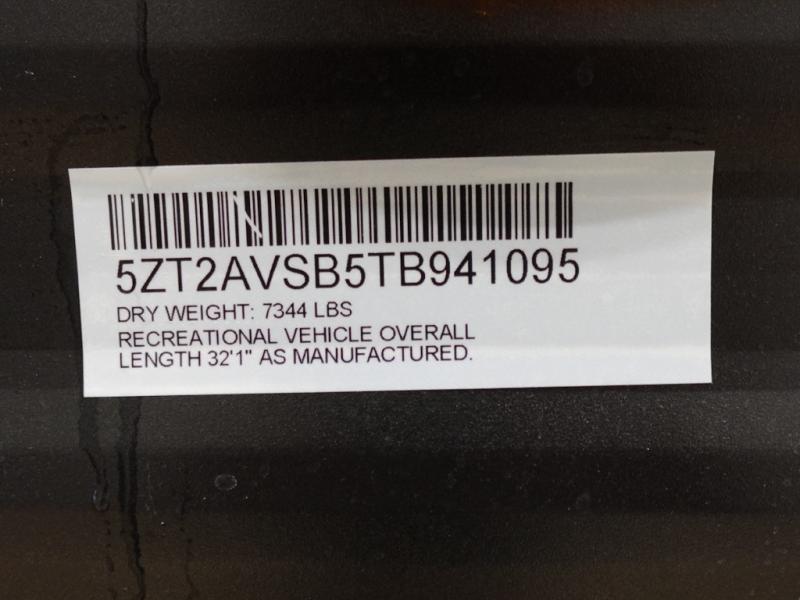 5ZT2AVSB5TB941095
DRY WEIGHT: 7344 LBS
RECREATIONAL VEHICLE OVERALL
LENGTH 32'1" AS MANUFACTURED.